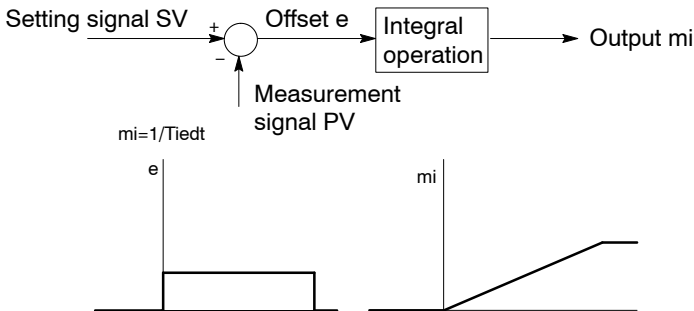 Setting signal SV
+
−
Offset e
Integral
operation
Output mi
Measurement
signal PV
mi=1/Tiedt
e
mi